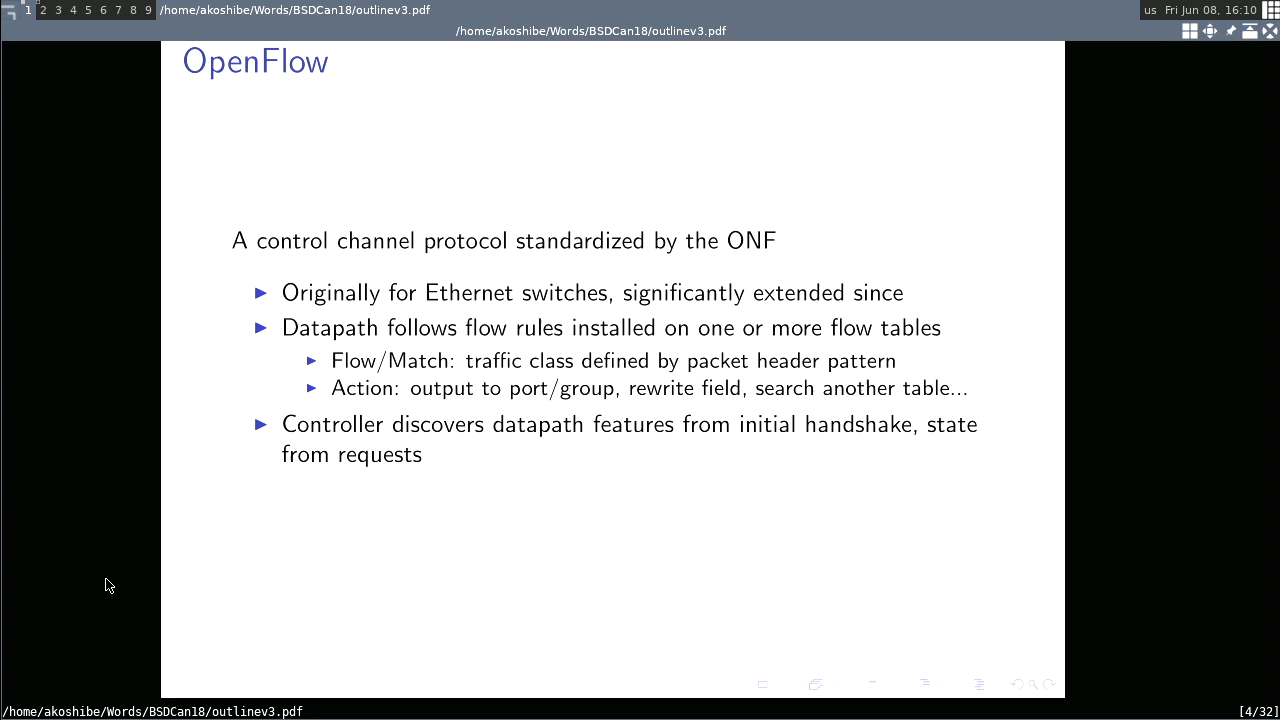 1 2 3 4 5 6 7 8 9 /home/akoshibe/Words/BSDCan18/outlinev3.pdf us Fri Jun 08, 16:10
/home/akoshibe/Words/BSDCan18/outlinev3.pdf
OpenFlow
A control channel protocol standardized by the ONF
Originally for Ethernet switches, significantly extended since
Datapath follows flow rules installed on one or more flow tables
Flow/Match: traffic class defined by packet header pattern
Action: output to port/group, rewrite field, search another table...
Controller discovers datapath features from initial handshake, state
from requests
/home/akoshibe/Words/BSDCan18/outlinev3.pdf [4/32]